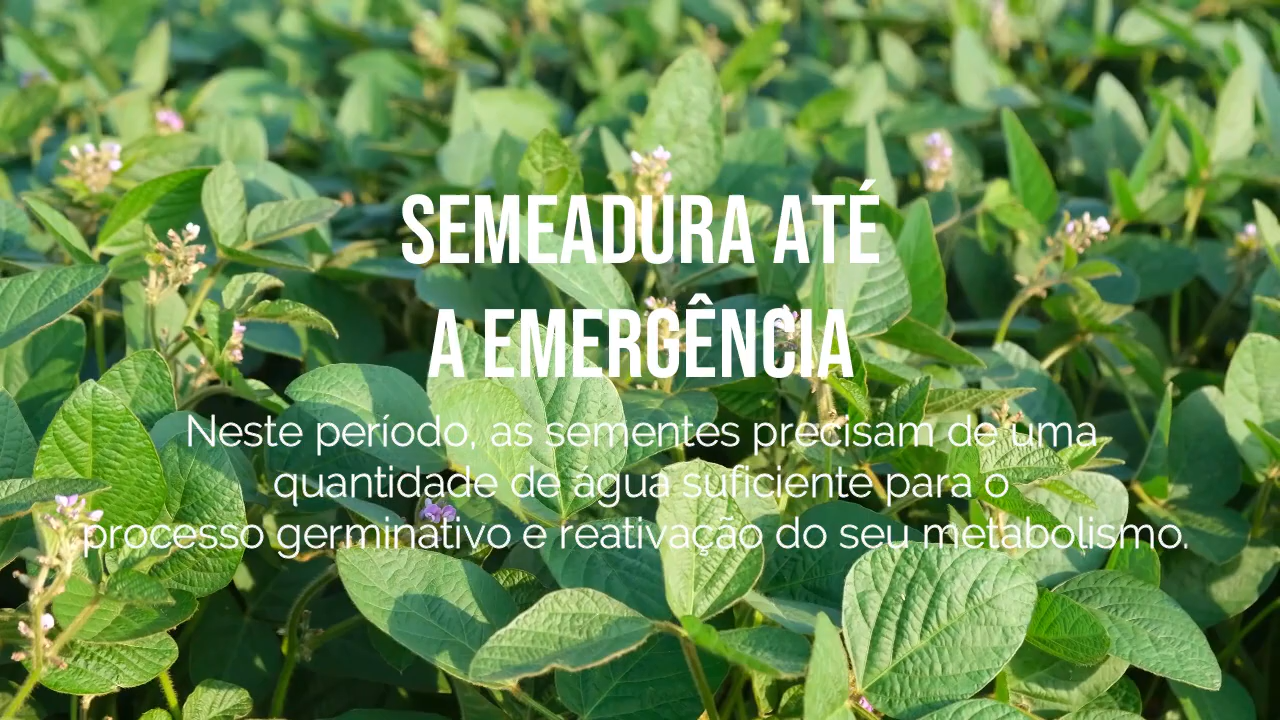 SEMEADURA ATÉ
A EMERGÊNCIA
Neste período, as sementes precisam de uma
quantidade de água suficiente para o
processo germinativo e reativação do seu metabolismo.